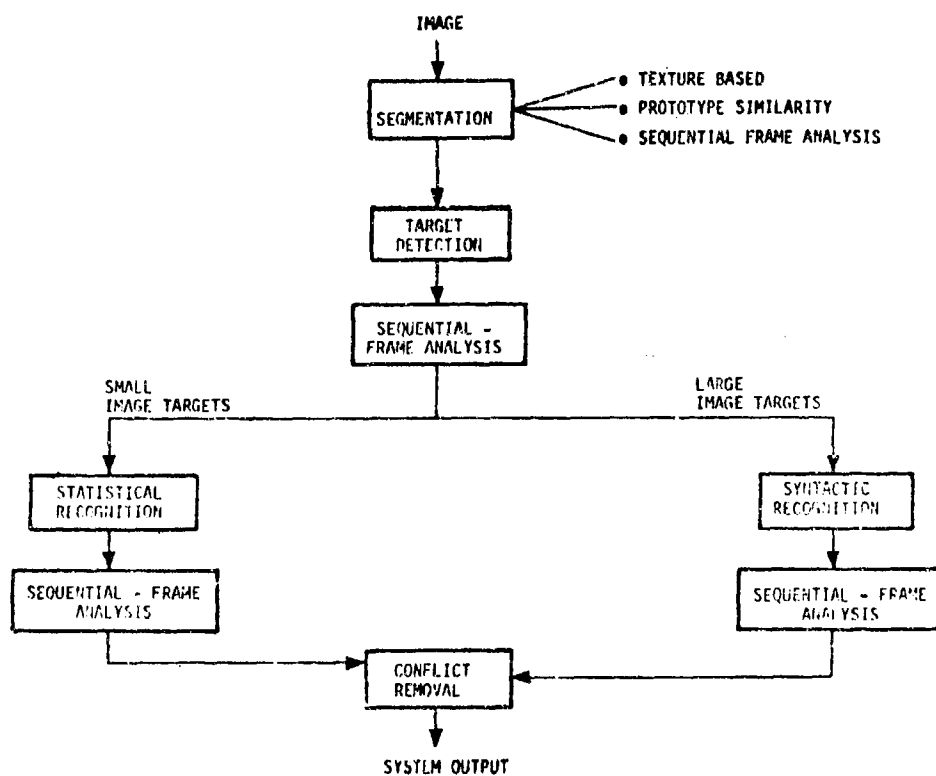 IMAGE
SEGMENTATION
● TEXTURE BASED
● PROTOTYPE SIMILARITY
● SEQUENTIAL FRAME ANALYSIS
TARGET
DETECTION
SEQUENTIAL -
FRAME ANALYSIS
SMALL
IMAGE TARGETS
LARGE
IMAGE TARGETS
STATISTICAL
RECOGNITION
SYNTACTIC
RECOGNITION
SEQUENTIAL - FRAME
ANALYSIS
SEQUENTIAL - FRAME
ANALYSIS
CONFLICT
REMOVAL
SYSTEM OUTPUT